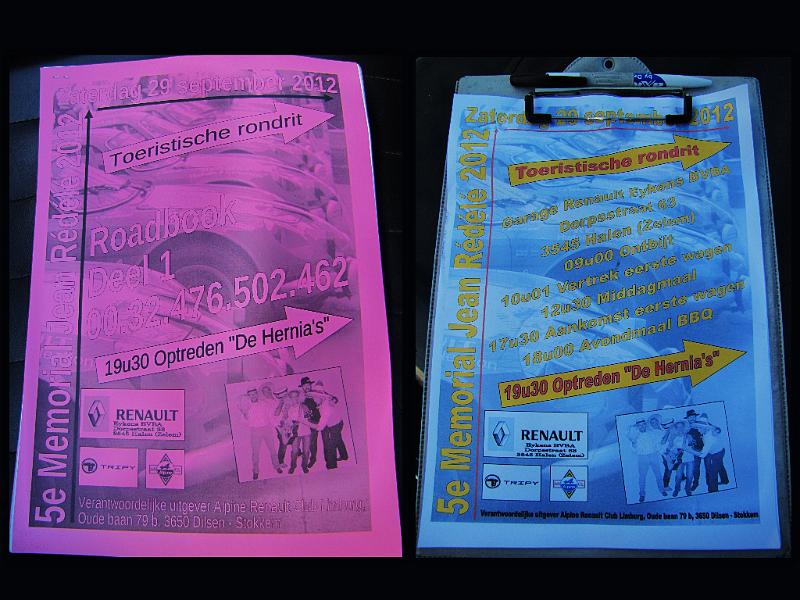 Zaterdag 29 september 2012
5e Memorial Jean Rédélé 2012
Toeristische rondrit
Roadbook
Deel 1
00.32.476.502.462
19u30 Optreden "De Hernia's"
RENAULT
Eykens BVBA
Dorpsstraat 63
3545 Halen (Zelem)
TRIPY
Verantwoordelijke uitgever Alpine Renault Club Limburg,
Oude baan 79 b, 3650 Dilsen - Stokkem
Zaterdag 29 september 2012
5e Memorial Jean Rédélé 2012
Toeristische rondrit
Garage Renault Eykens BVBA
Dorpsstraat 63
3545 Halen (Zelem)
09u00 Ontbijt
10u01 Vertrek eerste wagen
12u30 Middagmaal
17u30 Aankomst eerste wagen
18u00 Avondmaal BBQ
19u30 Optreden "De Hernia's"
RENAULT
Eykens BVBA
Dorpsstraat 63
3545 Halen (Zelem)
TRIPY
Verantwoordelijke uitgever Alpine Renault Club Limburg, Oude baan 79 b, 3650 Dilsen - Stokkem